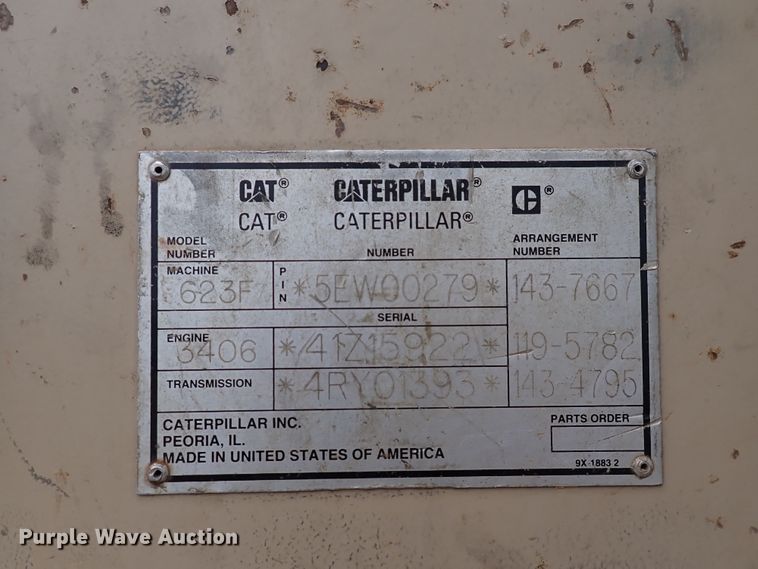 CAT® CATERPILLAR® C®
CAT® CATERPILLAR®
MODEL NUMBER NUMBER ARRANGEMENT NUMBER
MACHINE 623F PIN *5EW00279* 143-7667
SERIAL
ENGINE 3406 *41Z15922* 119-5782
TRANSMISSION *4RY01393* 143-4795
CATERPILLAR INC. PARTS ORDER
PEORIA, IL.
MADE IN UNITED STATES OF AMERICA
9X-1883 2
Purple Wave Auction